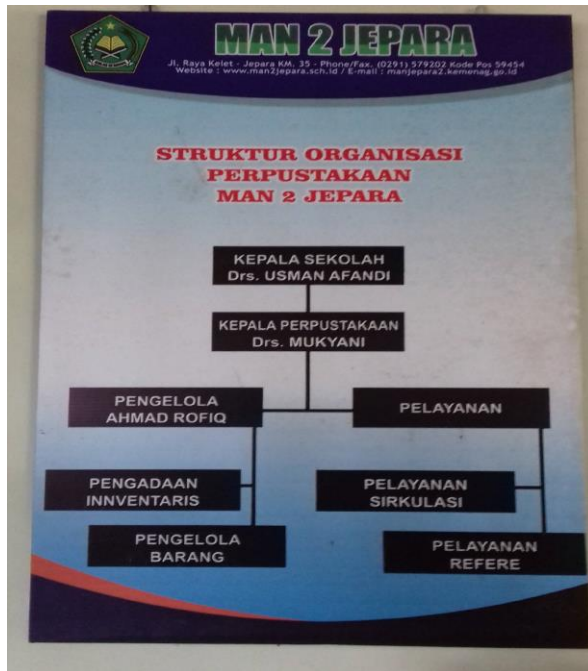 MAN 2 JEPARA
Jl. Raya Kelet - Jepara KM. 35 - Phone/Fax. (0291) 579202 Kode Pos 59454
Website : www.man2jepara.sch.id / E-mail : manjepara2.kemenag.go.id
STRUKTUR ORGANISASI
PERPUSTAKAAN
MAN 2 JEPARA
KEPALA SEKOLAH
Drs. USMAN AFANDI
KEPALA PERPUSTAKAAN
Drs. MUKYANI
PENGELOLA
AHMAD ROFIQ
PELAYANAN
PENGADAAN
INNVENTARIS
PELAYANAN
SIRKULASI
PENGELOLA
BARANG
PELAYANAN
REFERE